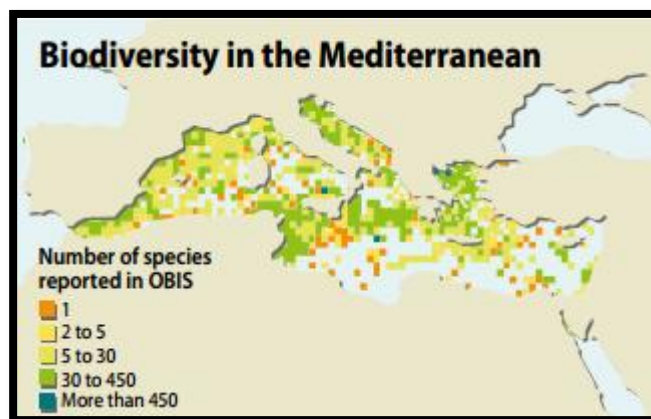 Biodiversity in the Mediterranean
Number of species
reported in OBIS
1
2 to 5
5 to 30
30 to 450
More than 450